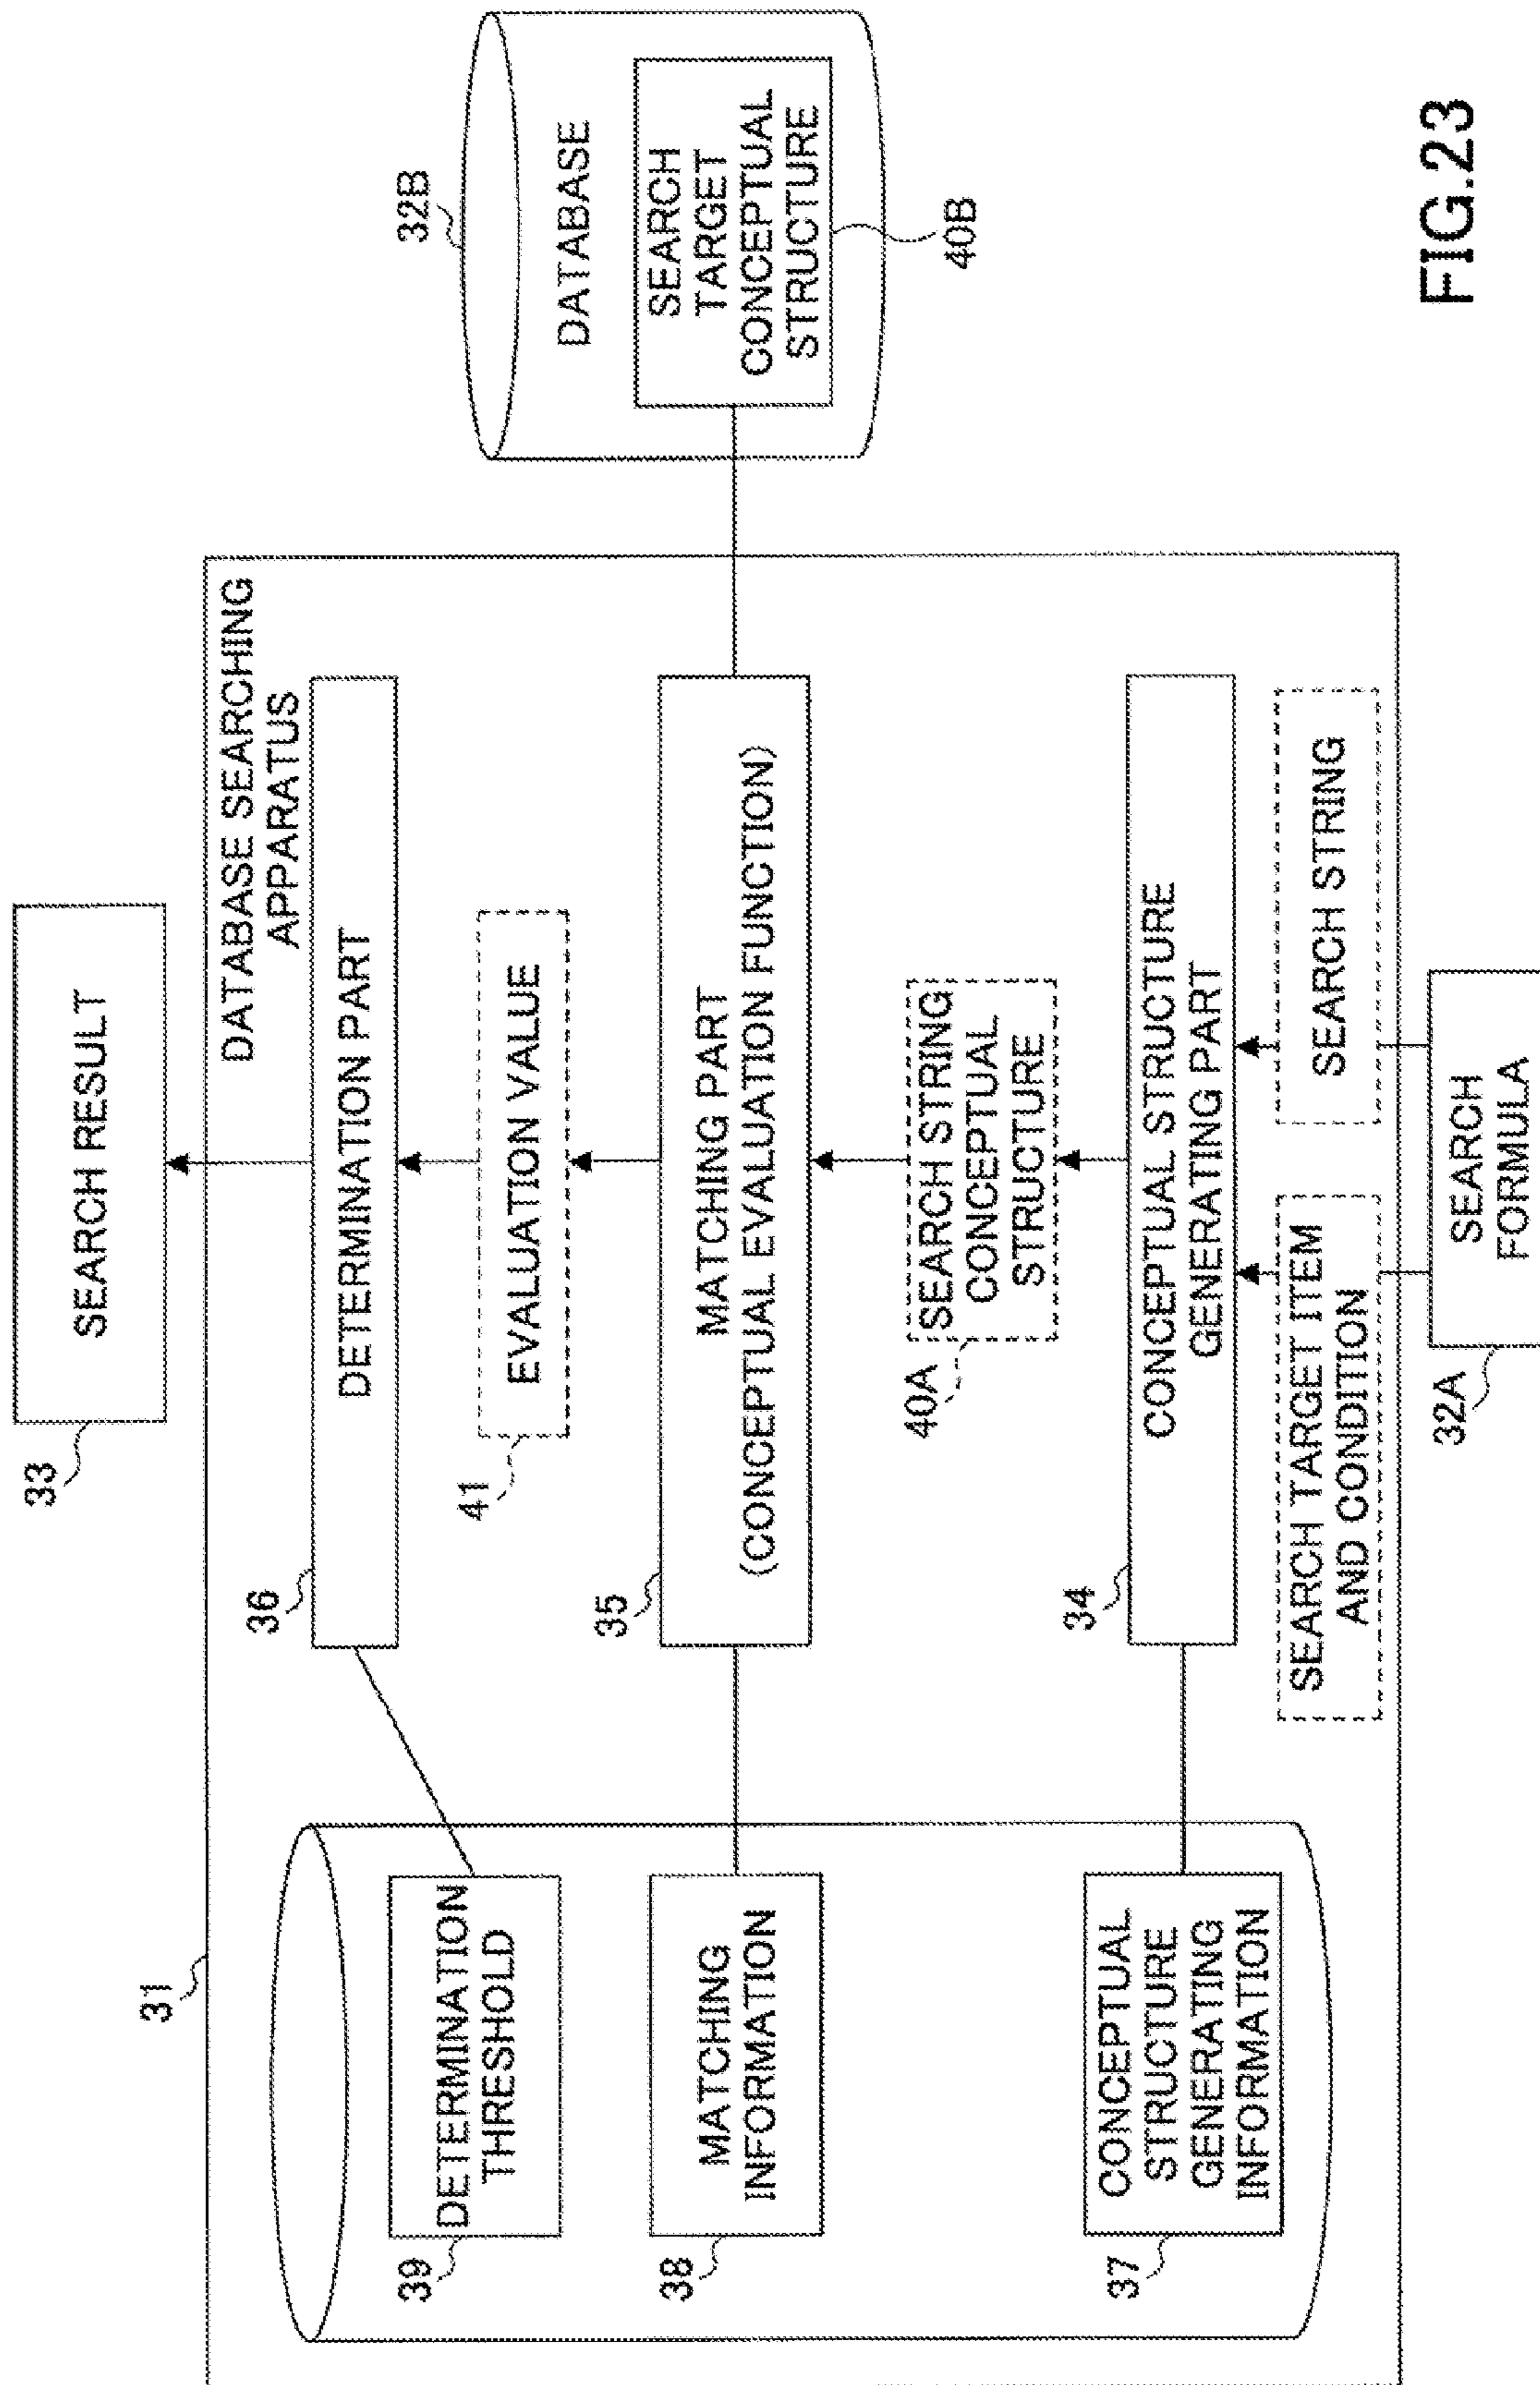 33
SEARCH RESULT
31
DATABASE SEARCHING
APPARATUS
39
DETERMINATION
THRESHOLD
36
DETERMINATION PART
41
EVALUATION VALUE
38
MATCHING
INFORMATION
35
MATCHING PART
(CONCEPTUAL EVALUATION FUNCTION)
32B
DATABASE
SEARCH
TARGET
CONCEPTUAL
STRUCTURE
40B
40A
SEARCH STRING
CONCEPTUAL
STRUCTURE
37
CONCEPTUAL
STRUCTURE
GENERATING
INFORMATION
34
CONCEPTUAL STRUCTURE
GENERATING PART
SEARCH TARGET ITEM
AND CONDITION
SEARCH STRING
32A
SEARCH
FORMULA
FIG.23